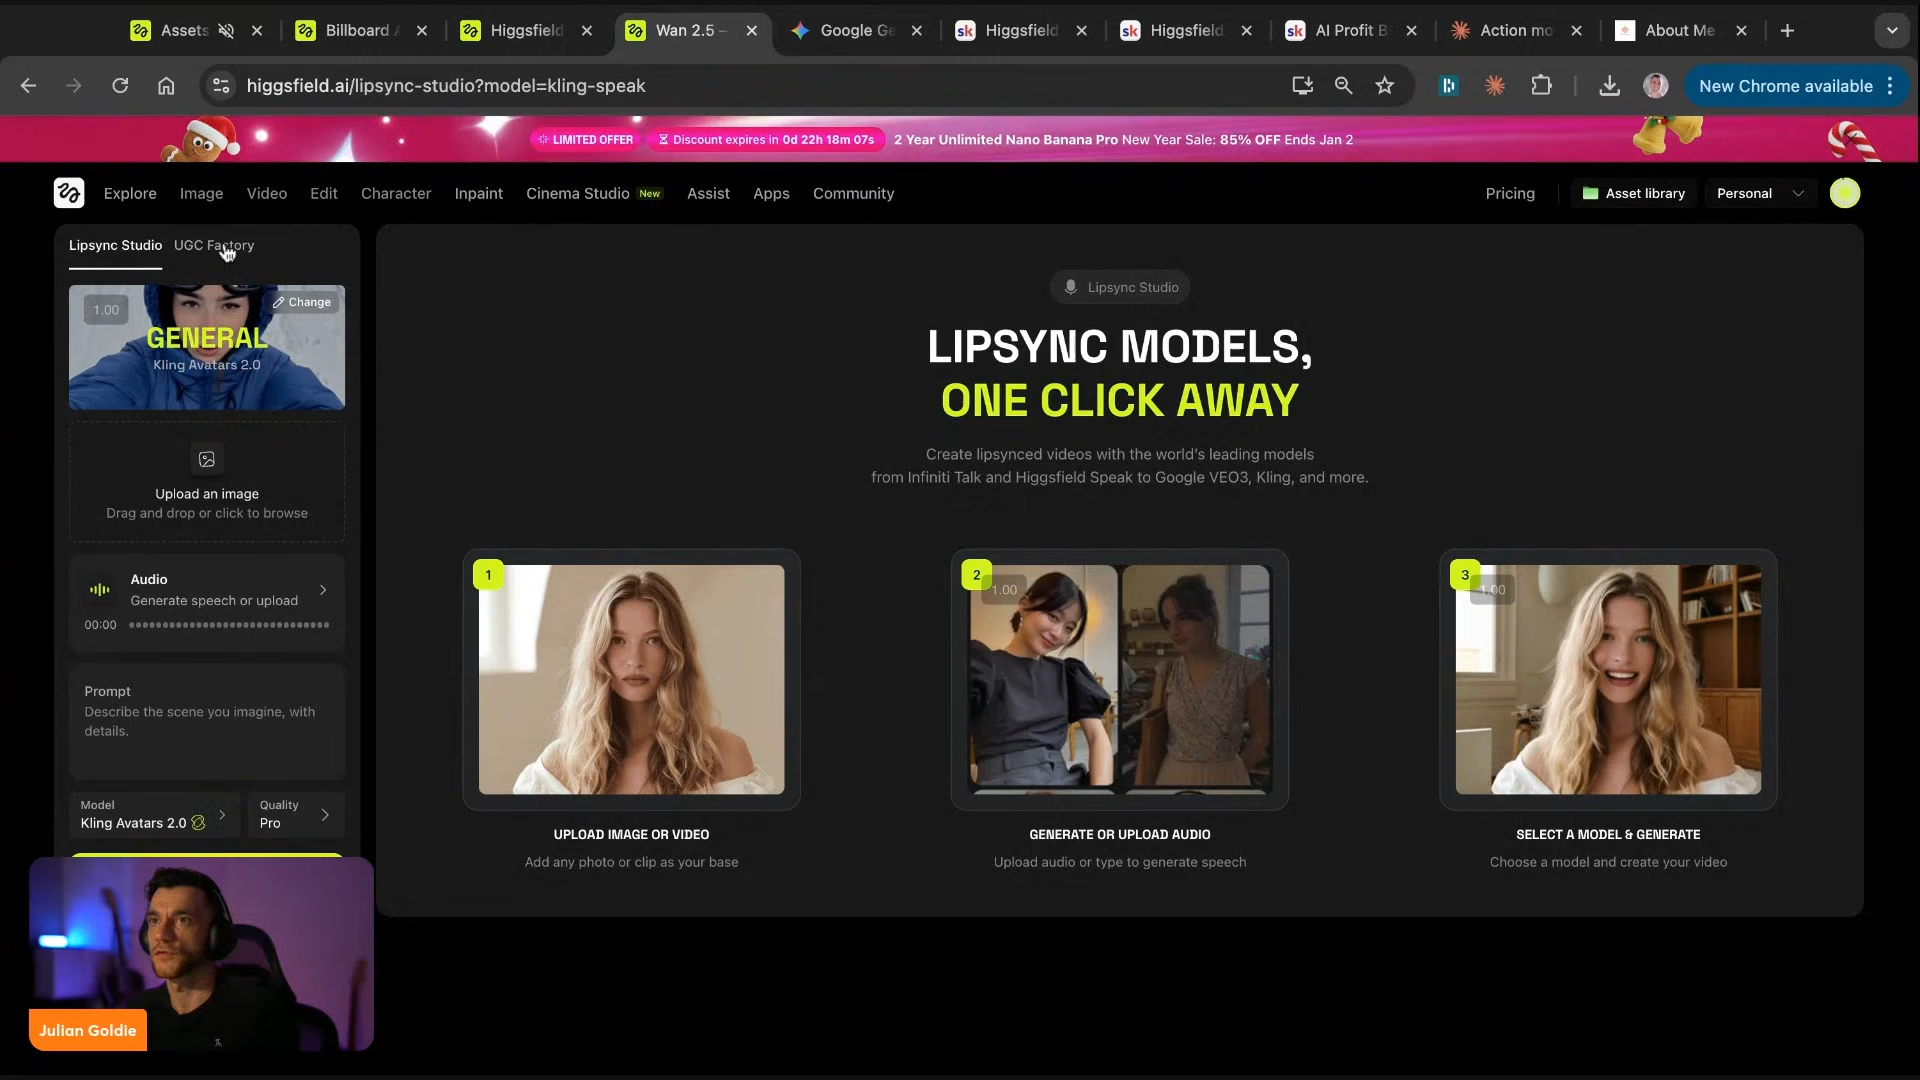 Assets
Billboard A
Higgsfield
Wan 2.5 –
Google Ge
Higgsfield
Higgsfield
AI Profit B
Action mo
About Me
higgsfield.ai/lipsync-studio?model=kling-speak
New Chrome available
LIMITED OFFER
Discount expires in 0d 22h 18m 07s
2 Year Unlimited Nano Banana Pro New Year Sale: 85% OFF Ends Jan 2
Explore
Image
Video
Edit
Character
Inpaint
Cinema Studio New
Assist
Apps
Community
Pricing
Asset library
Personal
Lipsync Studio
UGC Factory
1.00
Change
GENERAL
Kling Avatars 2.0
Upload an image
Drag and drop or click to browse
Audio
Generate speech or upload
00:00
Prompt
Describe the scene you imagine, with
details.
Model
Kling Avatars 2.0
Quality
Pro
Julian Goldie
Lipsync Studio
LIPSYNC MODELS,
ONE CLICK AWAY
Create lipsynced videos with the world's leading models
from Infiniti Talk and Higgsfield Speak to Google VEO3, Kling, and more.
1
UPLOAD IMAGE OR VIDEO
Add any photo or clip as your base
2
1.00
GENERATE OR UPLOAD AUDIO
Upload audio or type to generate speech
3
1.00
SELECT A MODEL & GENERATE
Choose a model and create your video